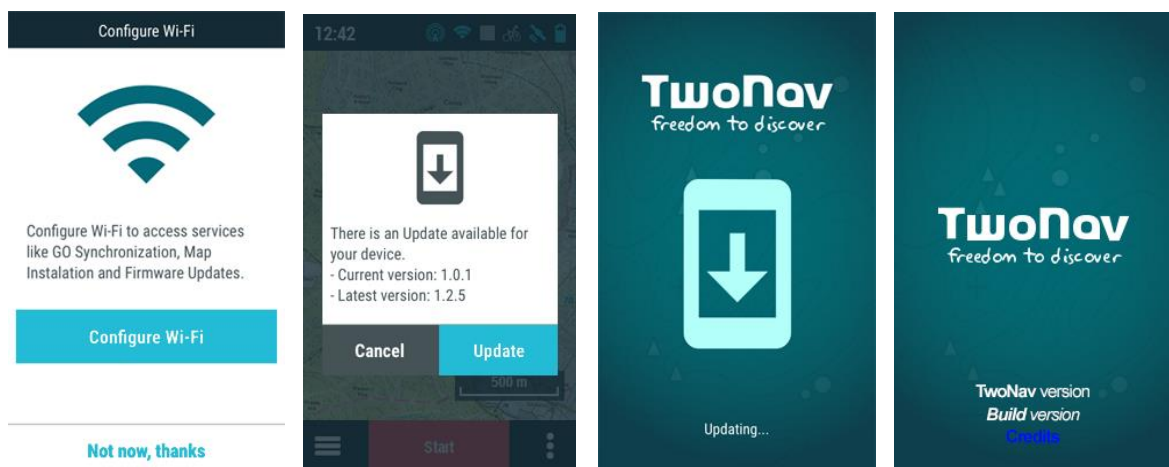 Configure Wi-Fi
Configure Wi-Fi to access services
like GO Synchronization, Map
Instalation and Firmware Updates.
Configure Wi-Fi
Not now, thanks
12:42
There is an Update available for
your device.
- Current version: 1.0.1
- Latest version: 1.2.5
Cancel
Update
500 m
Start
TwoNav
freedom to discover
Updating...
TwoNav
freedom to discover
TwoNav version
Build version
Credits